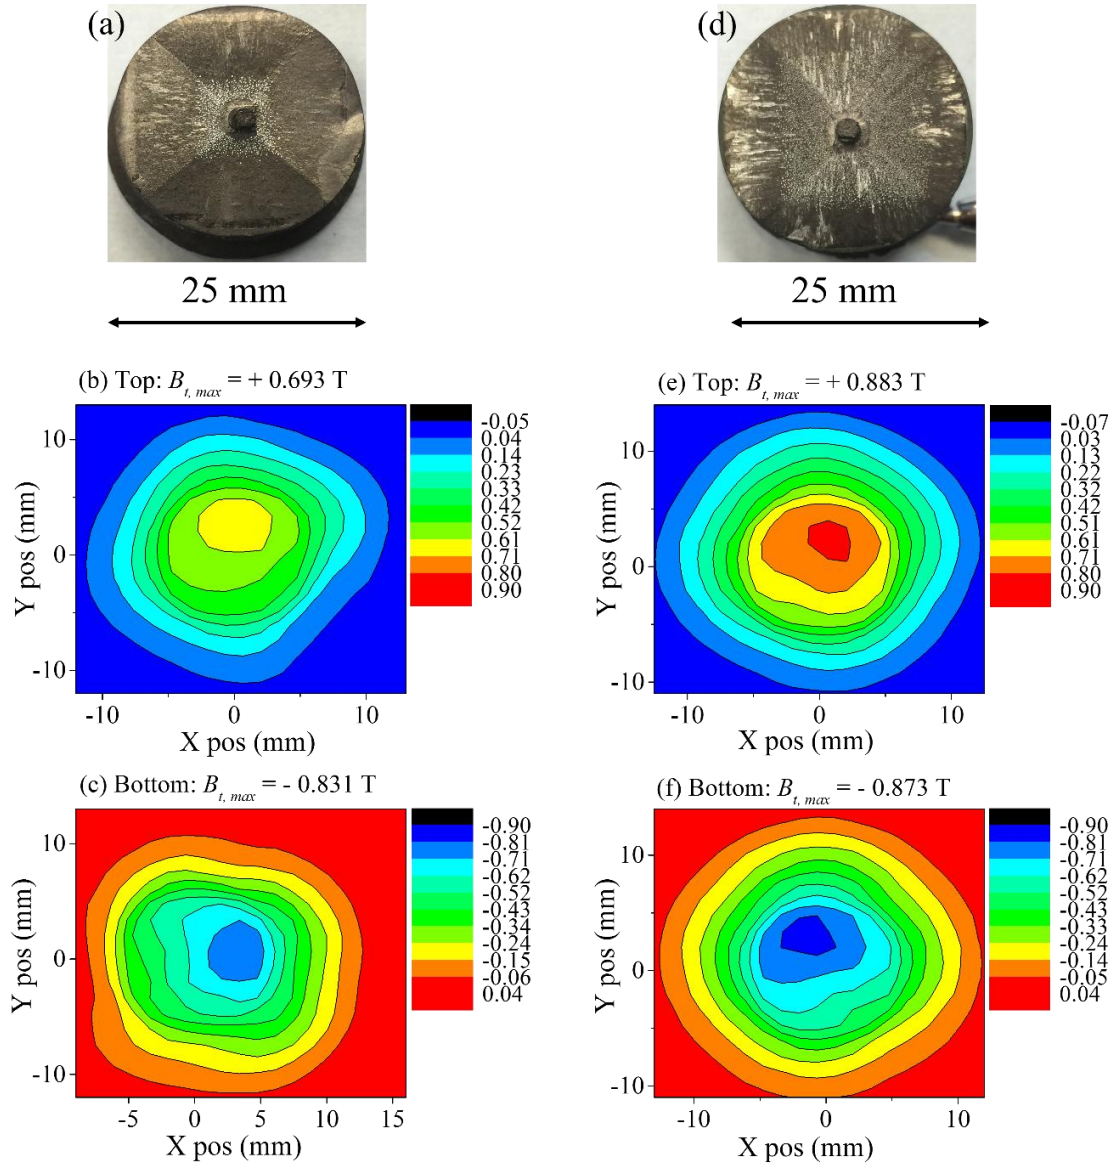 (a)
25 mm
(b) Top: B_t, max = + 0.693 T
10
0
-10
Y pos (mm)
-10 0 10
X pos (mm)
-0.05
0.04
0.14
0.23
0.33
0.42
0.52
0.61
0.71
0.80
0.90
(c) Bottom: B_t, max = - 0.831 T
10
0
-10
Y pos (mm)
-5 0 5 10 15
X pos (mm)
-0.90
-0.81
-0.71
-0.62
-0.52
-0.43
-0.34
-0.24
-0.15
-0.06
0.04
(d)
25 mm
(e) Top: B_t, max = + 0.883 T
10
0
-10
Y pos (mm)
-10 0 10
X pos (mm)
-0.07
0.03
0.13
0.22
0.32
0.42
0.51
0.61
0.71
0.80
0.90
(f) Bottom: B_t, max = - 0.873 T
10
0
-10
Y pos (mm)
-10 0 10
X pos (mm)
-0.90
-0.81
-0.71
-0.62
-0.52
-0.43
-0.33
-0.24
-0.14
-0.05
0.04